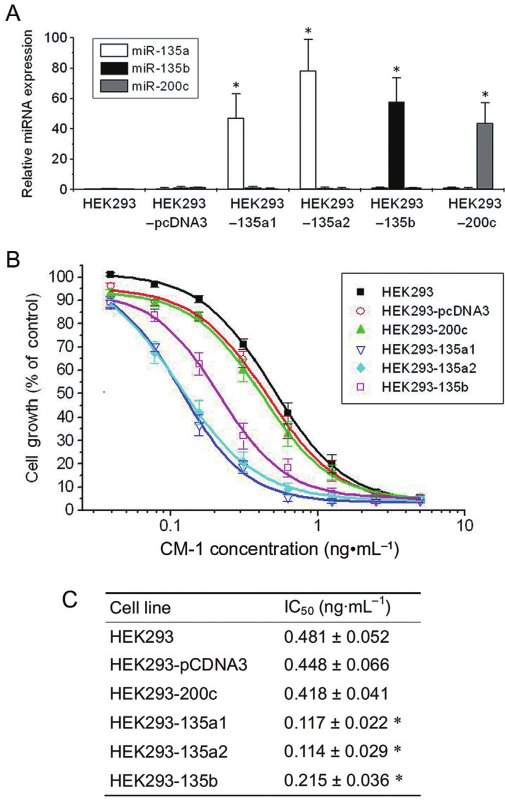 A
Relative miRNA expression
100
80
60
40
20
0
miR-135a
miR-135b
miR-200c
*
*
*
*
HEK293
HEK293 –pcDNA3
HEK293 –135a1
HEK293 –135a2
HEK293 –135b
HEK293 –200c
B
Cell growth (% of control)
100
90
80
70
60
50
40
30
20
10
0
HEK293
HEK293-pcDNA3
HEK293-200c
HEK293-135a1
HEK293-135a2
HEK293-135b
0.1
1
10
CM-1 concentration (ng•mL⁻¹)
C
Cell line IC₅₀ (ng·mL⁻¹)
HEK293 0.481 ± 0.052
HEK293-pCDNA3 0.448 ± 0.066
HEK293-200c 0.418 ± 0.041
HEK293-135a1 0.117 ± 0.022 *
HEK293-135a2 0.114 ± 0.029 *
HEK293-135b 0.215 ± 0.036 *